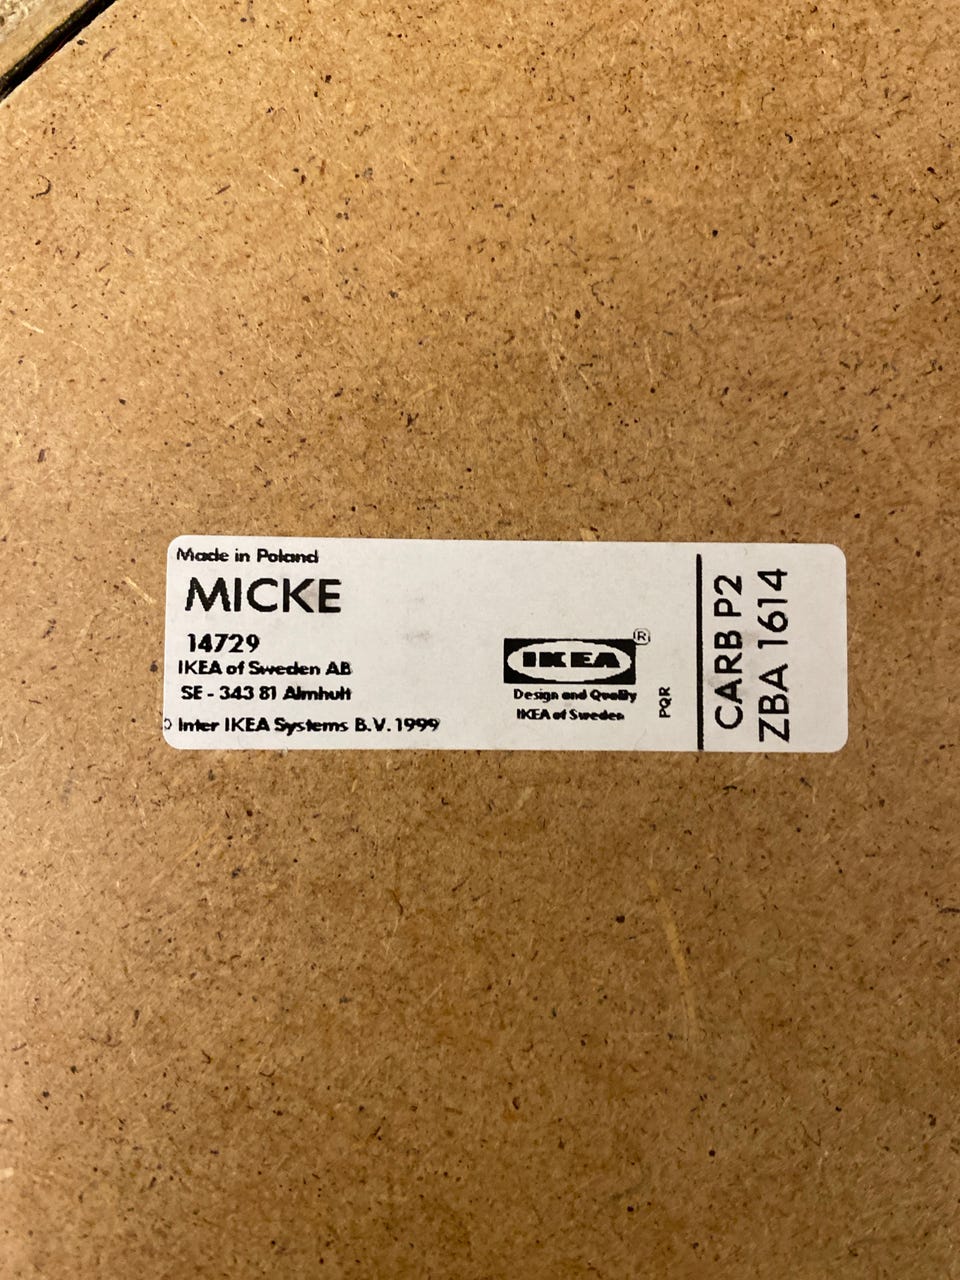 Made in Poland
MICKE
14729
IKEA of Sweden AB
SE - 343 81 Älmhult
© Inter IKEA Systems B.V. 1999
IKEA ®
Design and Quality
IKEA of Sweden
PQR
CARB P2
ZBA 1614